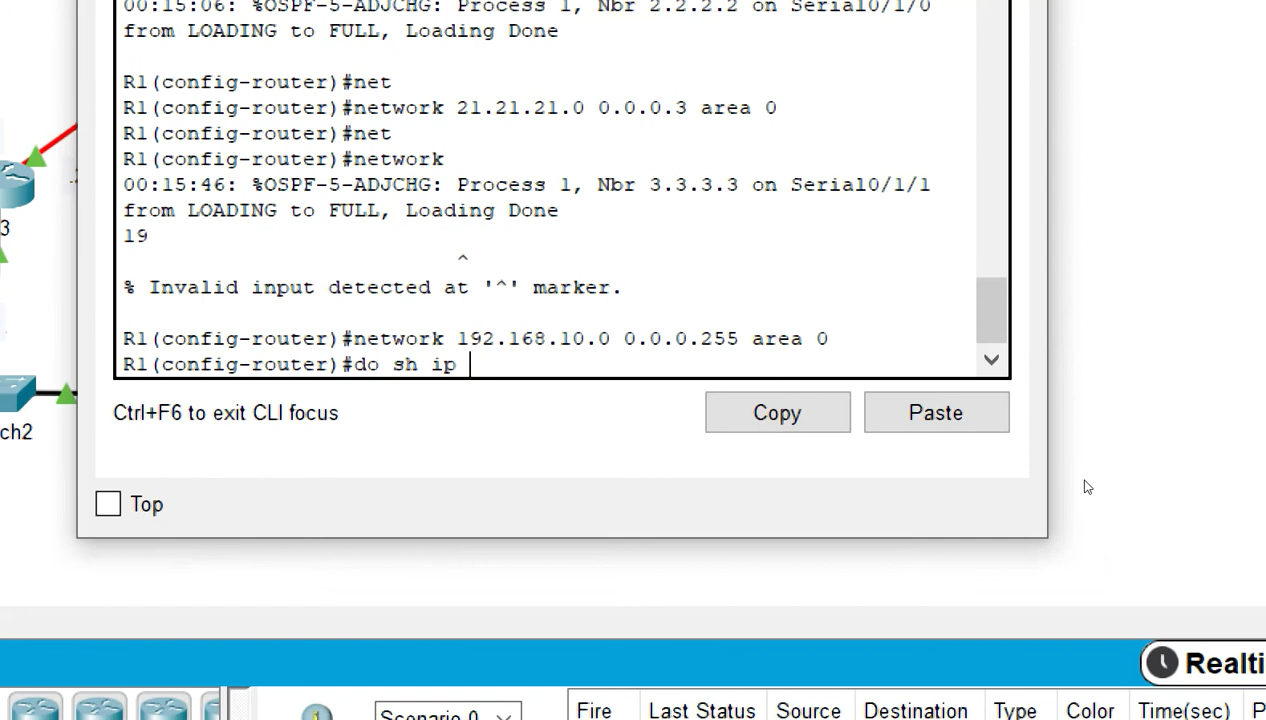 00:15:06: %OSPF-5-ADJCHG: Process 1, Nbr 2.2.2.2 on Serial0/1/0
from LOADING to FULL, Loading Done
R1(config-router)#net
R1(config-router)#network 21.21.21.0 0.0.0.3 area 0
R1(config-router)#net
R1(config-router)#network
00:15:46: %OSPF-5-ADJCHG: Process 1, Nbr 3.3.3.3 on Serial0/1/1
from LOADING to FULL, Loading Done
19
^
% Invalid input detected at '^' marker.
R1(config-router)#network 192.168.10.0 0.0.0.255 area 0
R1(config-router)#do sh ip
3
ch2
Ctrl+F6 to exit CLI focus
Copy
Paste
Top
Realti
Scenario 0
Fire
Last Status
Source
Destination
Type
Color
Time(sec)
P